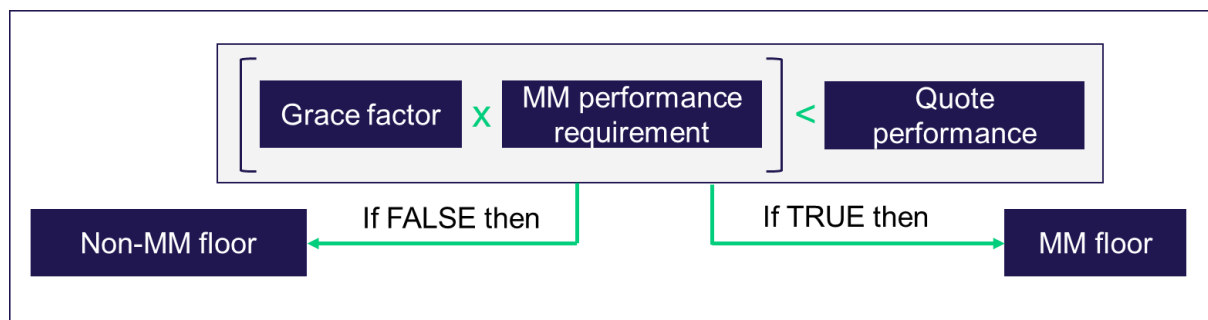 Grace factor x MM performance requirement < Quote performance
If FALSE then
If TRUE then
Non-MM floor
MM floor